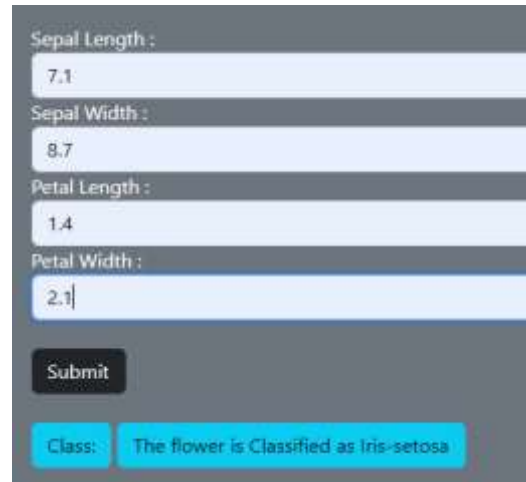 Sepal Length :
7.1
Sepal Width :
8.7
Petal Length :
1.4
Petal Width :
2.1
Submit
Class: The flower is Classified as Iris-setosa